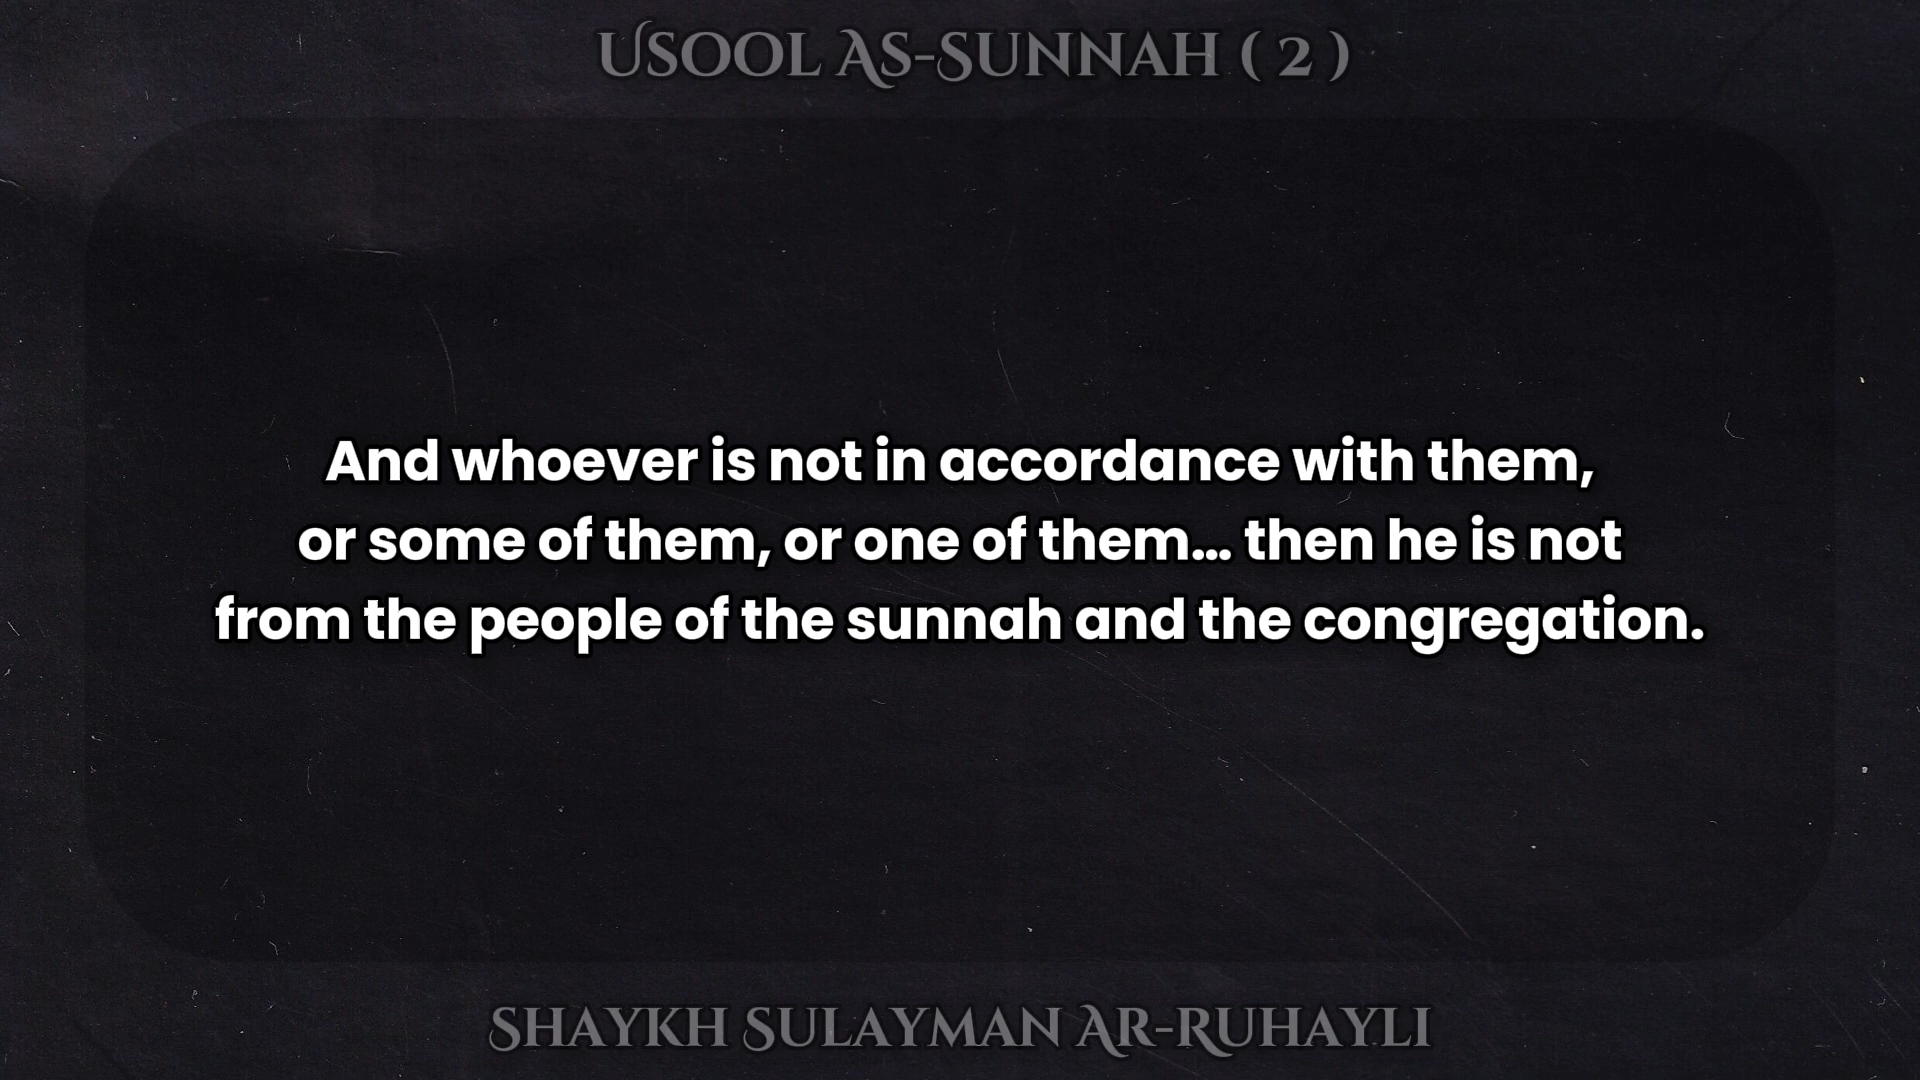 Usool As-Sunnah ( 2 )
And whoever is not in accordance with them,
or some of them, or one of them... then he is not
from the people of the sunnah and the congregation.
Shaykh Sulayman Ar-Ruhayli